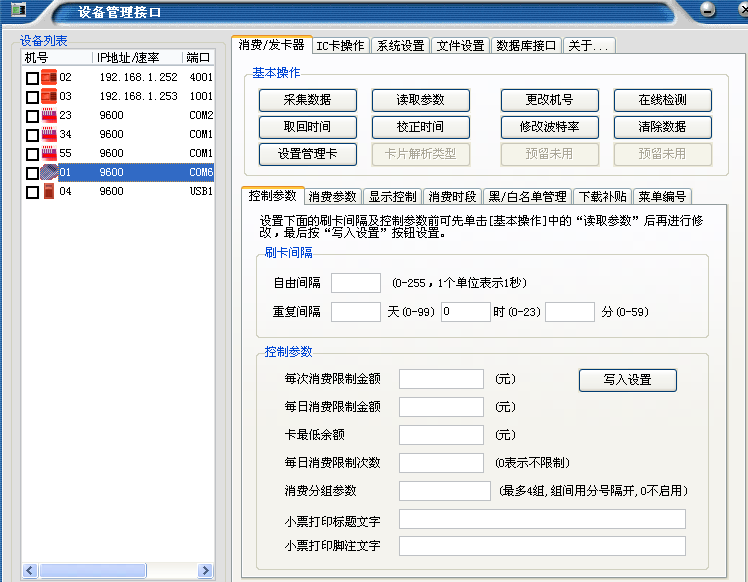 设备管理接口
设备列表
机号 IP地址/速率 端口
02 192.168.1.252 4001
03 192.168.1.253 1001
23 9600 COM2
34 9600 COM1
55 9600 COM1
01 9600 COM6
04 9600 USB1
消费/发卡器 IC卡操作 系统设置 文件设置 数据库接口 关于...
基本操作
采集数据 读取参数 更改机号 在线检测
取回时间 校正时间 修改波特率 清除数据
设置管理卡 卡片解析类型 预留未用 预留未用
控制参数 消费参数 显示控制 消费时段 黑/白名单管理 下载补贴 菜单编号
设置下面的刷卡间隔及控制参数前可先单击[基本操作]中的“读取参数”后再进行修
改，最后按“写入设置”按钮设置。
刷卡间隔
自由间隔 (0-255，1个单位表示1秒)
重复间隔 天(0-99) 0 时(0-23) 分(0-59)
控制参数
每次消费限制金额 (元) 写入设置
每日消费限制金额 (元)
卡最低余额 (元)
每日消费限制次数 (0表示不限制)
消费分组参数 (最多4组,组间用分号隔开,0不启用)
小票打印标题文字
小票打印脚注文字